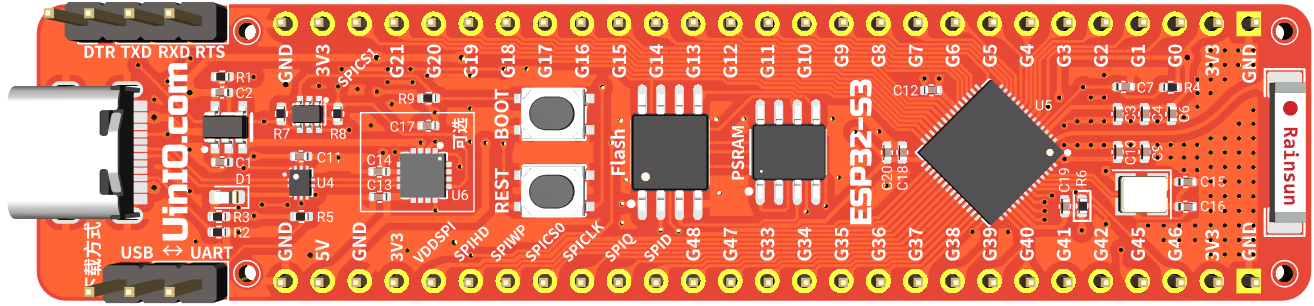 DTR TXD RXD RTS
GND 3V3 SPICS1 G21 G20 G19 G18 G17 G16 G15 G14 G13 G12 G11 G10 G9 G8 G7 G6 G5 G4 G3 G2 G1 G0 3V3 GND
UinIO.com
R1
C2
C1
D1
R3
R2
R7
R8
C11
U4
R5
R9
C17
可选
C14
C13
U6
BOOT
REST
Flash
PSRAM
ESP32-S3
C12
U5
C20
C18
C7
R4
C4
C19
R6
C15
C16
Rainsun
下载方式
USB ↔ UART
GND 5V GND 3V3 VDDSPI SPIHD SPIWP SPICS0 SPICLK SPIQ SPID G48 G47 G33 G34 G35 G36 G37 G38 G39 G40 G41 G42 G45 G46 3V3 GND